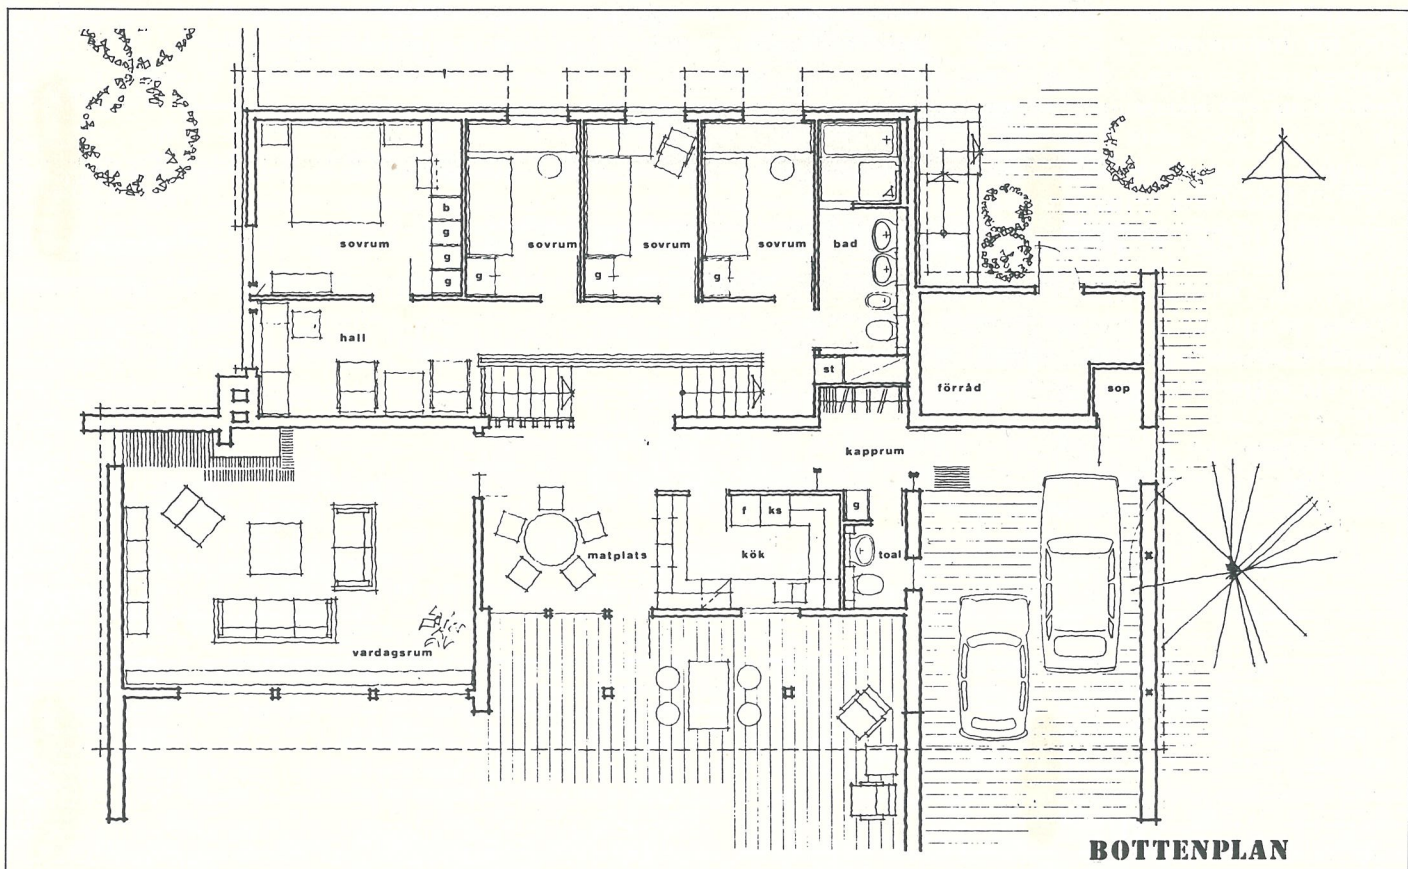 b
g
g
g
sovrum
sovrum
sovrum
sovrum
bad
g
g
g
hall
st
förråd
sop
kapprum
f
ks
g
matplats
kök
toal
vardagsrum
BOTTENPLAN